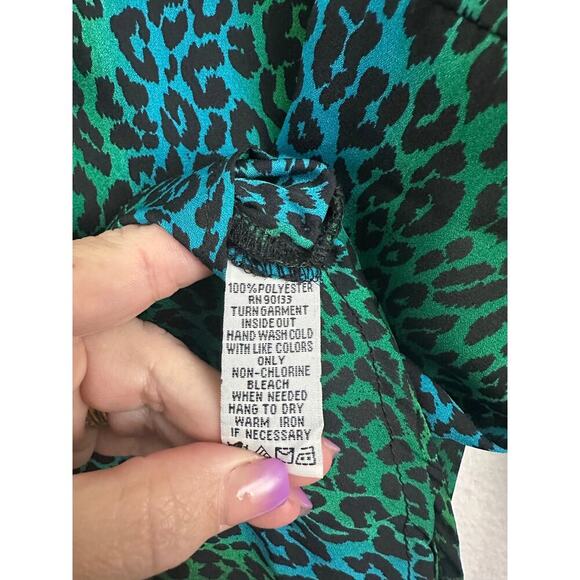 100%POLYESTER
RN 90133
TURN GARMENT
INSIDE OUT
HAND WASH COLD
WITH LIKE COLORS
ONLY
NON-CHLORINE
BLEACH
WHEN NEEDED
HANG TO DRY
WARM IRON
IF NECESSARY